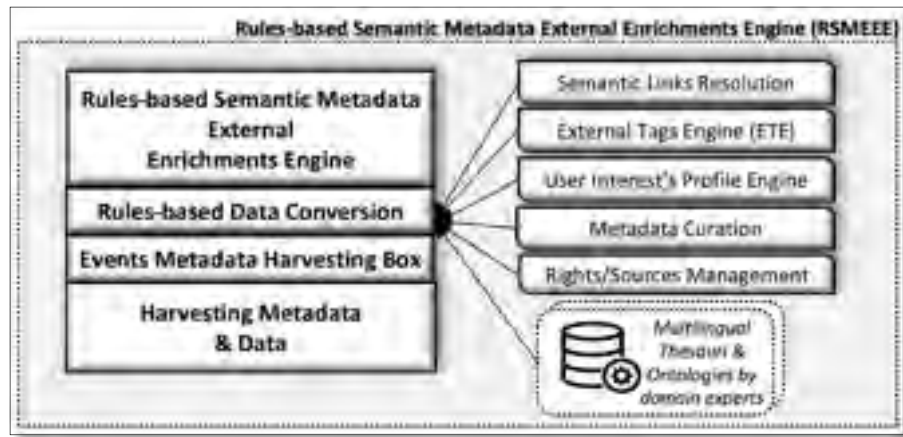 Rules-based Semantic Metadata External Enrichments Engine (RSMEEE)
Rules-based Semantic Metadata
External
Enrichments Engine
Rules-based Data Conversion
Events Metadata Harvesting Box
Harvesting Metadata
& Data
Semantic Links Resolution
External Tags Engine (ETE)
User Interest's Profile Engine
Metadata Curation
Rights/Sources Management
Multilingual
Thesauri &
Ontologies by
domain experts